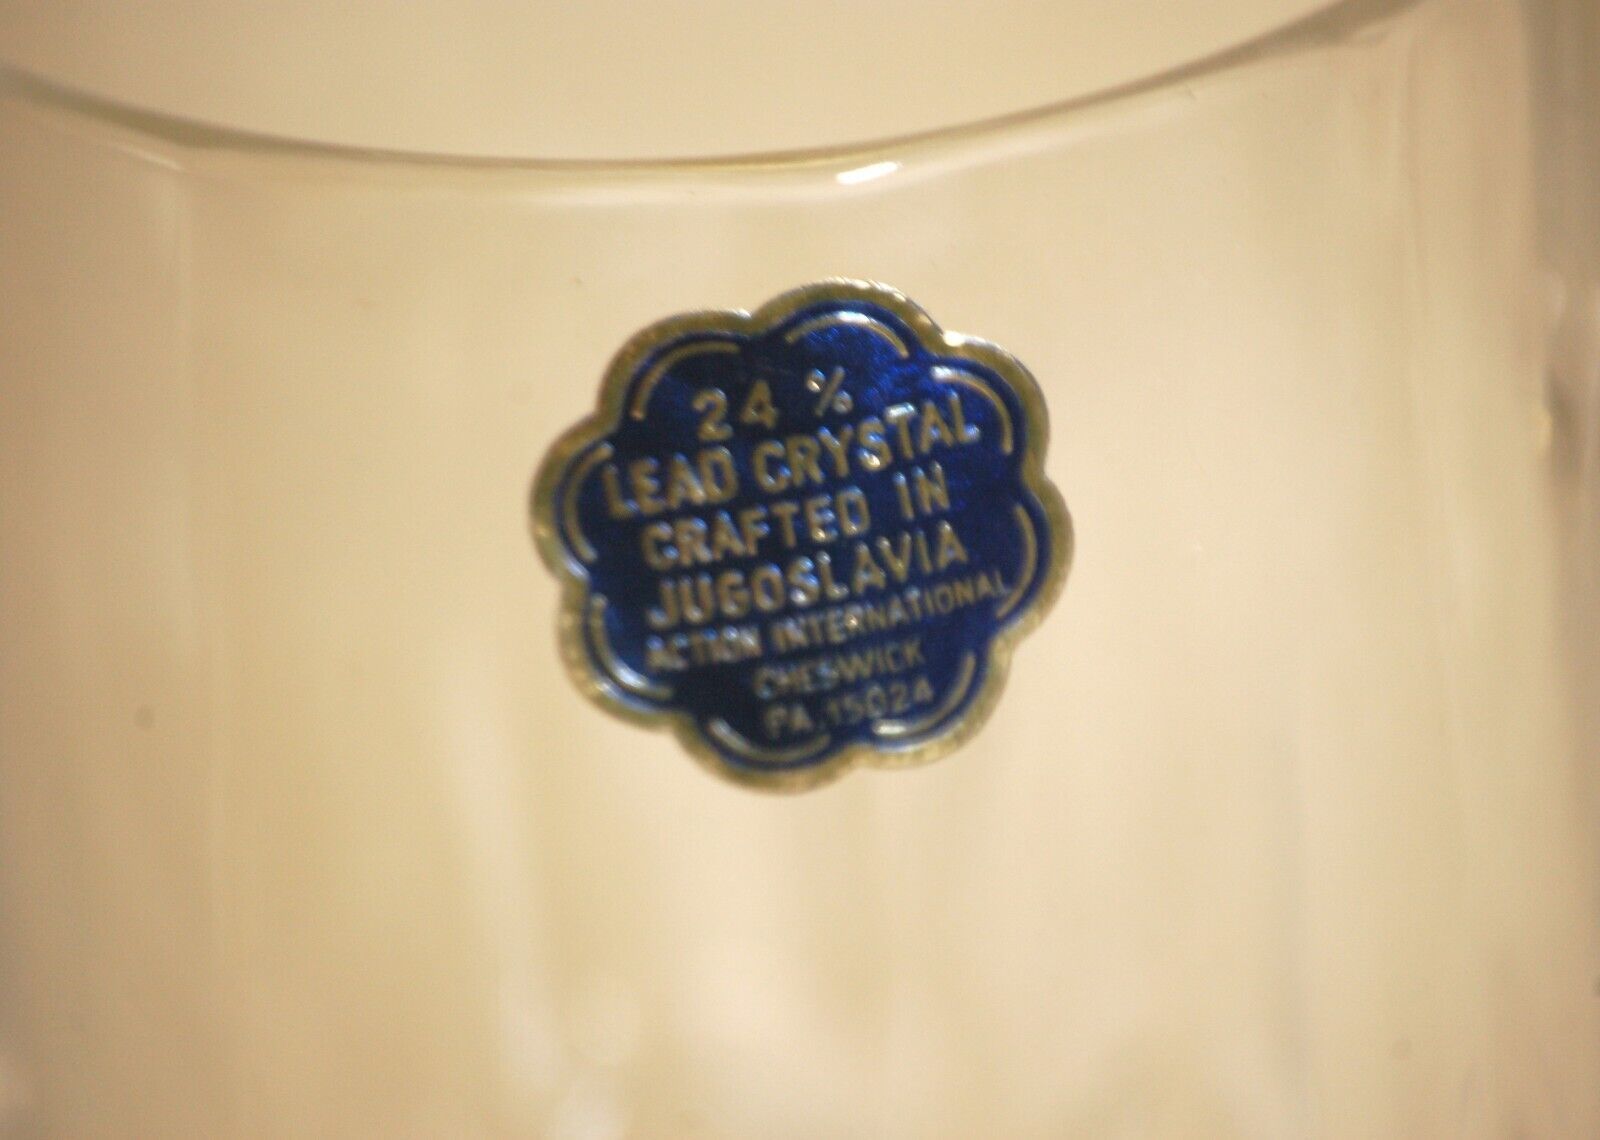 24 %
LEAD CRYSTAL
CRAFTED IN
JUGOSLAVIA
ACTION INTERNATIONAL
CHESWICK
PA. 15024